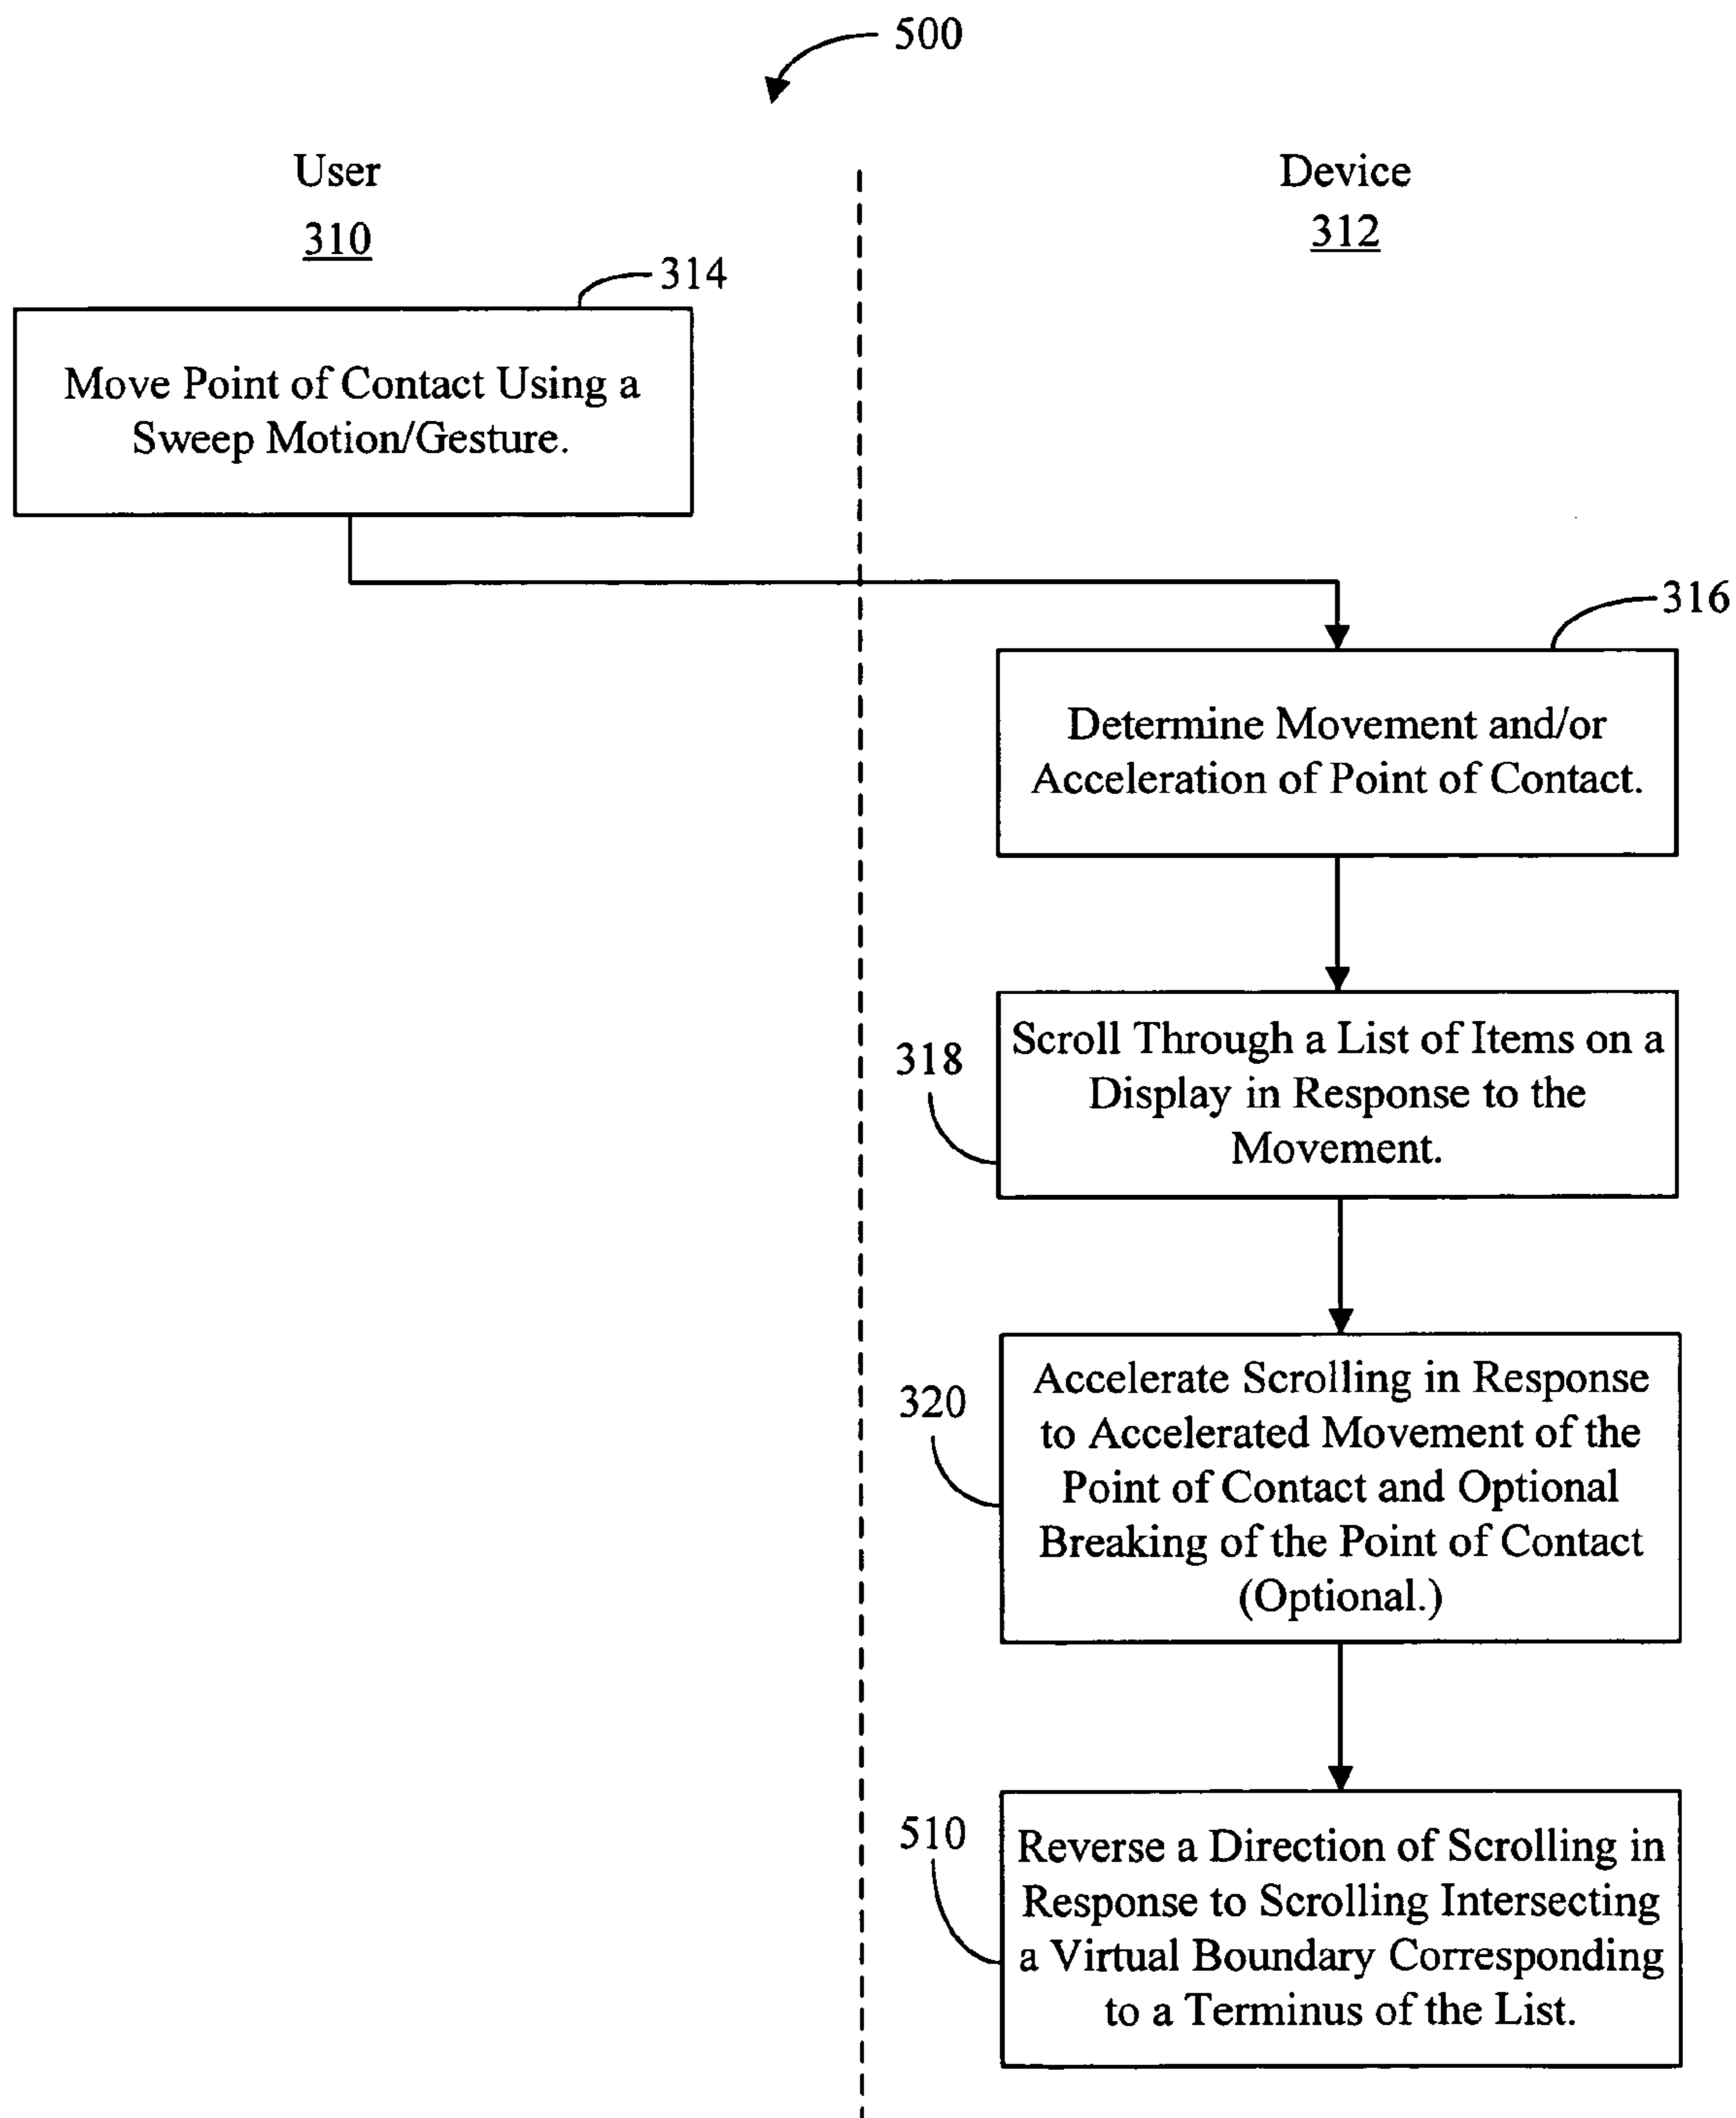 500
User
310
Device
312
314
Move Point of Contact Using a
Sweep Motion/Gesture.
316
Determine Movement and/or
Acceleration of Point of Contact.
318
Scroll Through a List of Items on a
Display in Response to the
Movement.
320
Accelerate Scrolling in Response
to Accelerated Movement of the
Point of Contact and Optional
Breaking of the Point of Contact
(Optional.)
510
Reverse a Direction of Scrolling in
Response to Scrolling Intersecting
a Virtual Boundary Corresponding
to a Terminus of the List.